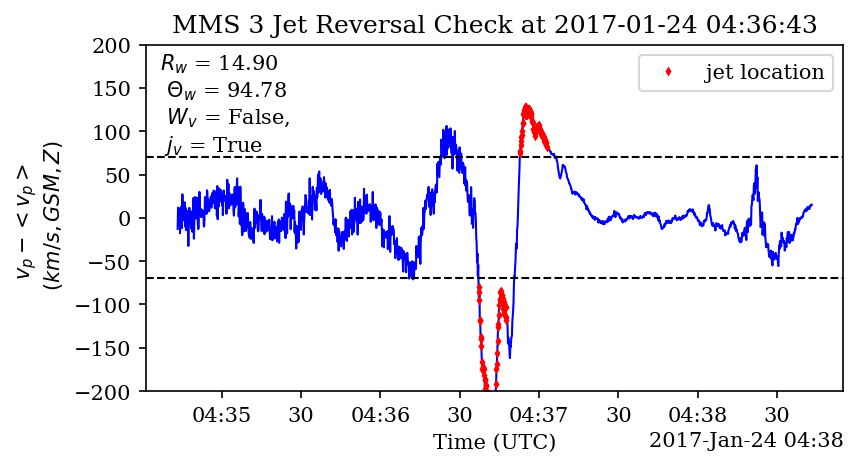 MMS 3 Jet Reversal Check at 2017-01-24 04:36:43
R_w = 14.90
Θ_w = 94.78
W_v = False,
j_v = True
jet location
v_p − < v_p >
(km/s, GSM, Z)
200
150
100
50
0
−50
−100
−150
−200
04:35 30 04:36 30 04:37 30 04:38 30
Time (UTC)
2017-Jan-24 04:38